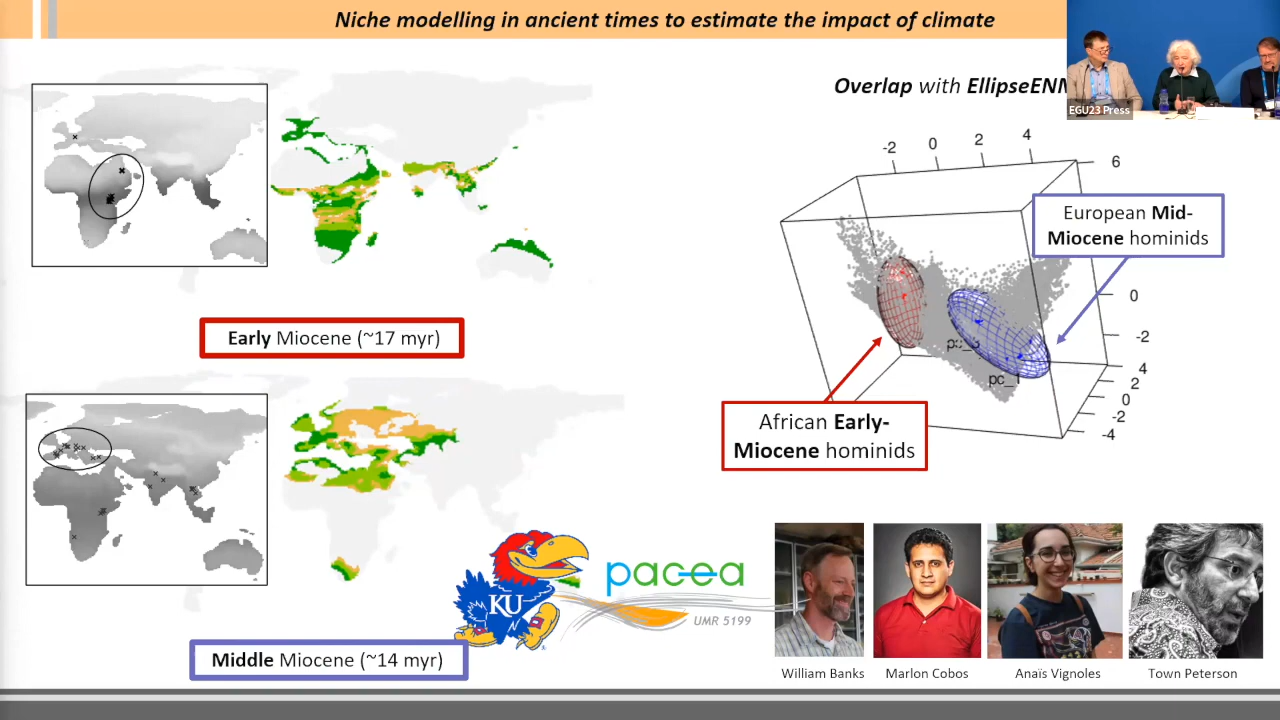 Niche modelling in ancient times to estimate the impact of climate
Overlap with EllipseENM
EGU23 Press
-2
0
2
4
6
European Mid-
Miocene hominids
0
-2
4
2
0
-2
-4
pc_1
Early Miocene (~17 myr)
African Early-
Miocene hominids
KU
pacea
UMR 5199
Middle Miocene (~14 myr)
William Banks
Marlon Cobos
Anaïs Vignoles
Town Peterson